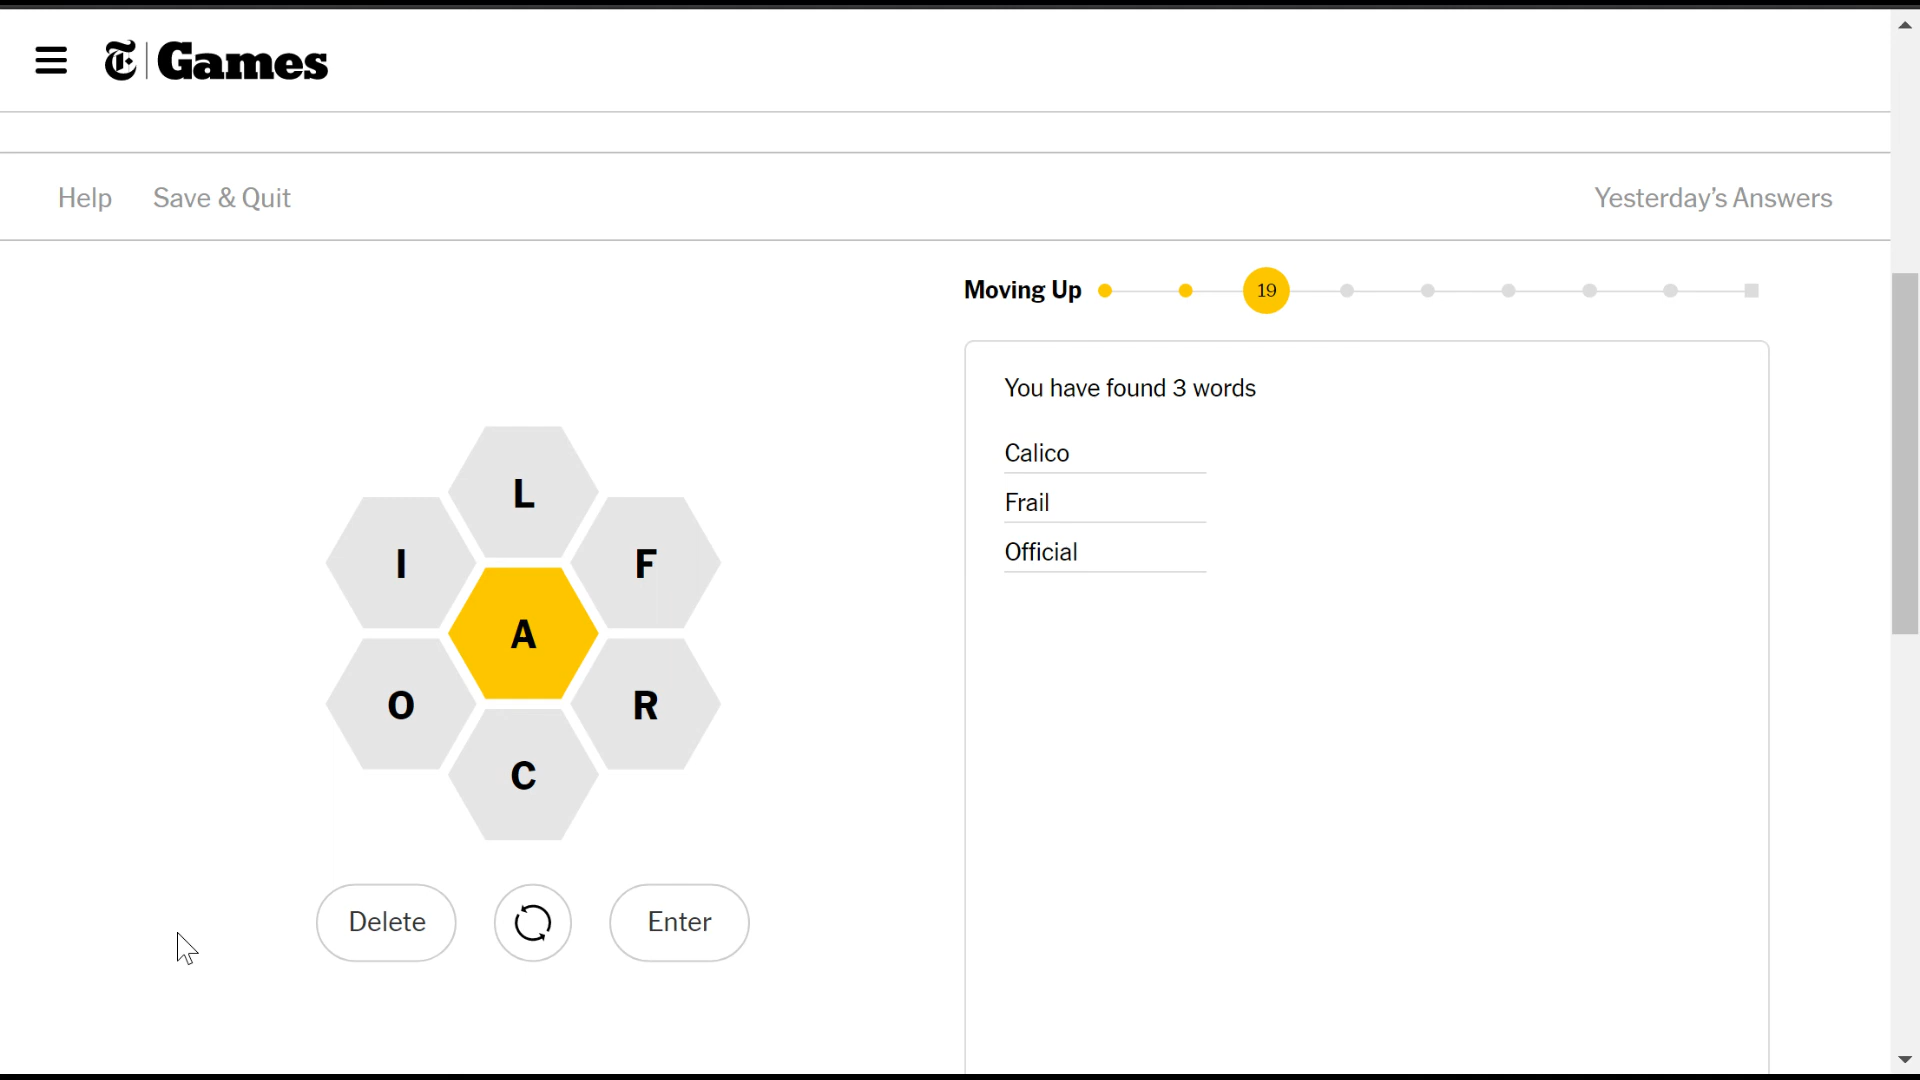 T Games
Help Save & Quit Yesterday's Answers
Moving Up 19
You have found 3 words
Calico
Frail
Official
L
I F
A
O R
C
Delete Enter